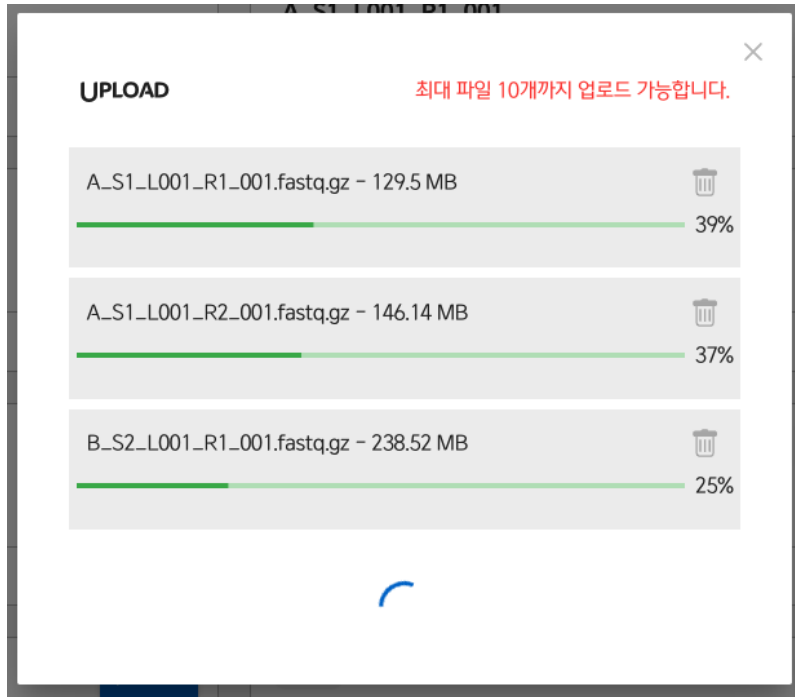 A_S1_L001_R1_001
UPLOAD
최대 파일 10개까지 업로드 가능합니다.
A_S1_L001_R1_001.fastq.gz - 129.5 MB
39%
A_S1_L001_R2_001.fastq.gz - 146.14 MB
37%
B_S2_L001_R1_001.fastq.gz - 238.52 MB
25%